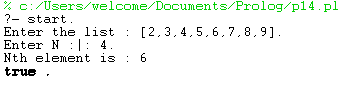 % c:/Users/welcome/Documents/Prolog/p14.pl
?- start.
Enter the list : [2,3,4,5,6,7,8,9].
Enter N :|: 4.
Nth element is : 6
true .